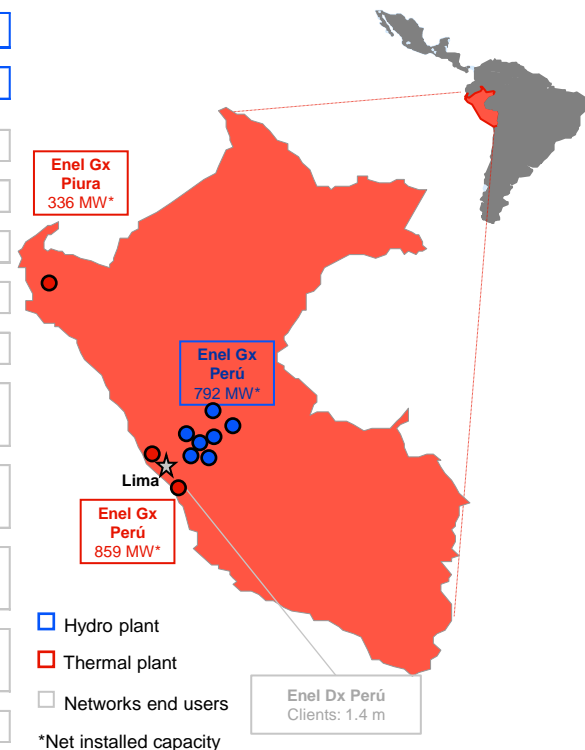 Enel Gx
Piura
336 MW*
Enel Gx
Perú
792 MW*
Lima
Enel Gx
Perú
859 MW*
Hydro plant
Thermal plant
Networks end users
*Net installed capacity
Enel Dx Perú
Clients: 1.4 m